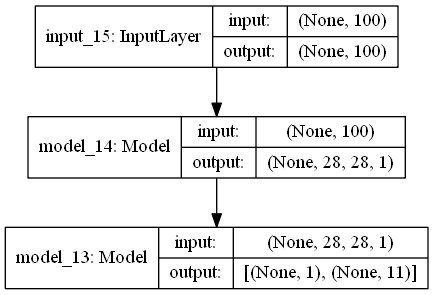 input_15: InputLayer input: (None, 100)
output: (None, 100)
model_14: Model input: (None, 100)
output: (None, 28, 28, 1)
model_13: Model input: (None, 28, 28, 1)
output: [(None, 1), (None, 11)]